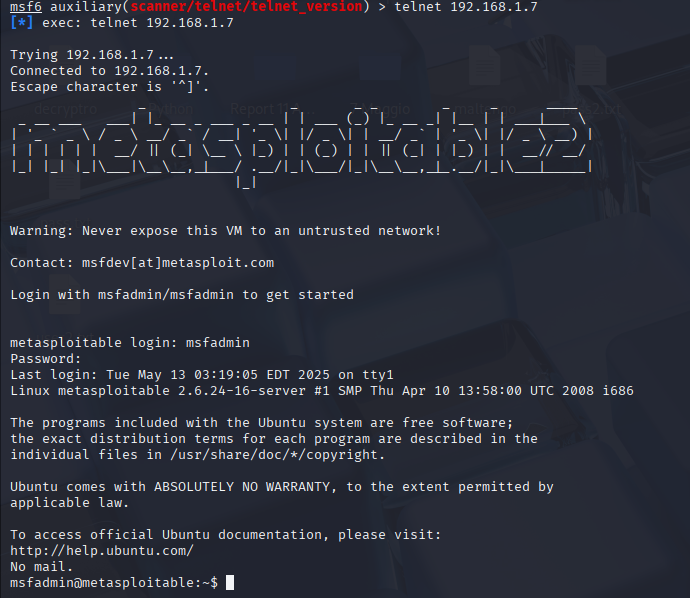 msf6 auxiliary(scanner/telnet/telnet_version) > telnet 192.168.1.7
[*] exec: telnet 192.168.1.7
Trying 192.168.1.7...
Connected to 192.168.1.7.
Escape character is '^]'.
metasploitable2
Warning: Never expose this VM to an untrusted network!
Contact: msfdev[at]metasploit.com
Login with msfadmin/msfadmin to get started
metasploitable login: msfadmin
Password:
Last login: Tue May 13 03:19:05 EDT 2025 on tty1
Linux metasploitable 2.6.24-16-server #1 SMP Thu Apr 10 13:58:00 UTC 2008 i686
The programs included with the Ubuntu system are free software;
the exact distribution terms for each program are described in the
individual files in /usr/share/doc/*/copyright.
Ubuntu comes with ABSOLUTELY NO WARRANTY, to the extent permitted by
applicable law.
To access official Ubuntu documentation, please visit:
http://help.ubuntu.com/
No mail.
msfadmin@metasploitable:~$